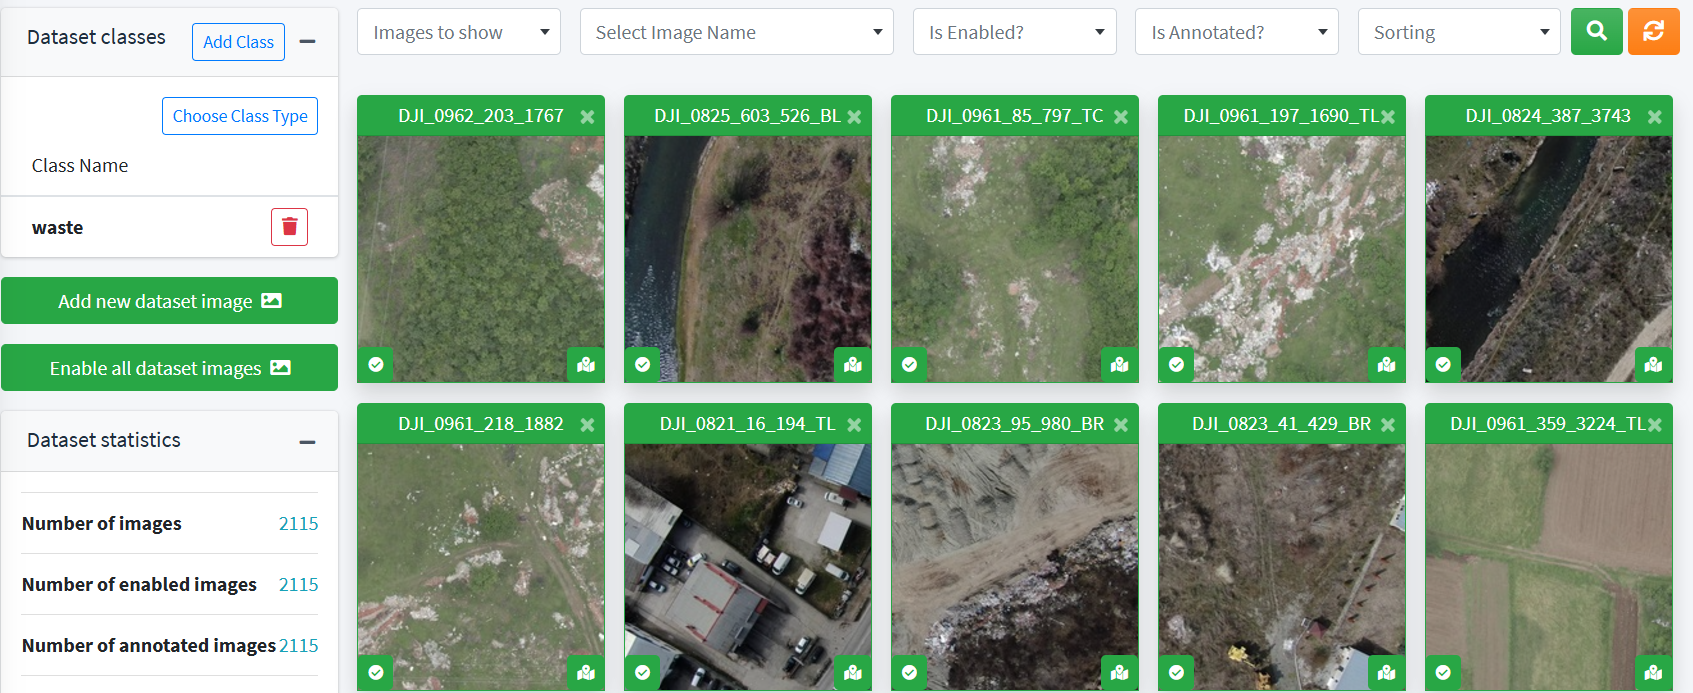 Dataset classes
Add Class
Choose Class Type
Class Name
waste
Add new dataset image
Enable all dataset images
Dataset statistics
Number of images 2115
Number of enabled images 2115
Number of annotated images 2115
Images to show
Select Image Name
Is Enabled?
Is Annotated?
Sorting
DJI_0962_203_1767
DJI_0825_603_526_BL
DJI_0961_85_797_TC
DJI_0961_197_1690_TL
DJI_0824_387_3743
DJI_0961_218_1882
DJI_0821_16_194_TL
DJI_0823_95_980_BR
DJI_0823_41_429_BR
DJI_0961_359_3224_TL